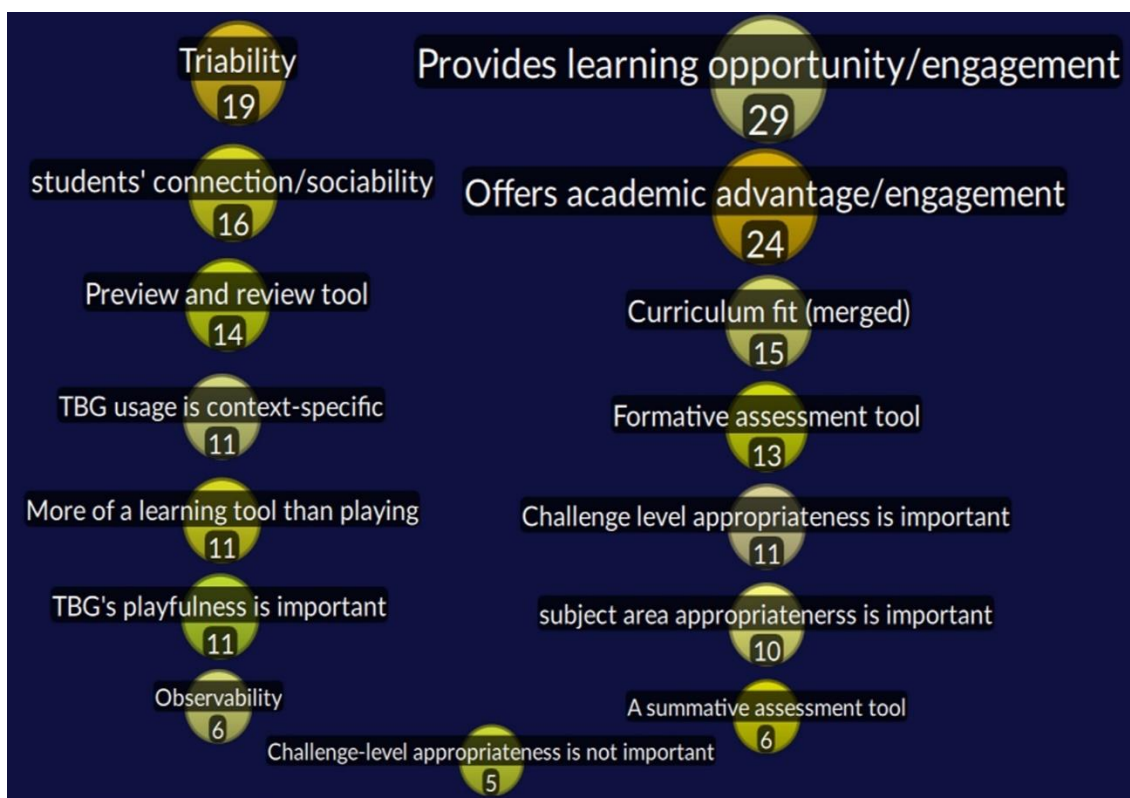 Triability
19
students' connection/sociability
16
Preview and review tool
14
TBG usage is context-specific
11
More of a learning tool than playing
11
TBG's playfulness is important
11
Observability
6
Provides learning opportunity/engagement
29
Offers academic advantage/engagement
24
Curriculum fit (merged)
15
Formative assessment tool
13
Challenge level appropriateness is important
11
subject area appropriatenerss is important
10
A summative assessment tool
6
Challenge-level appropriateness is not important
5